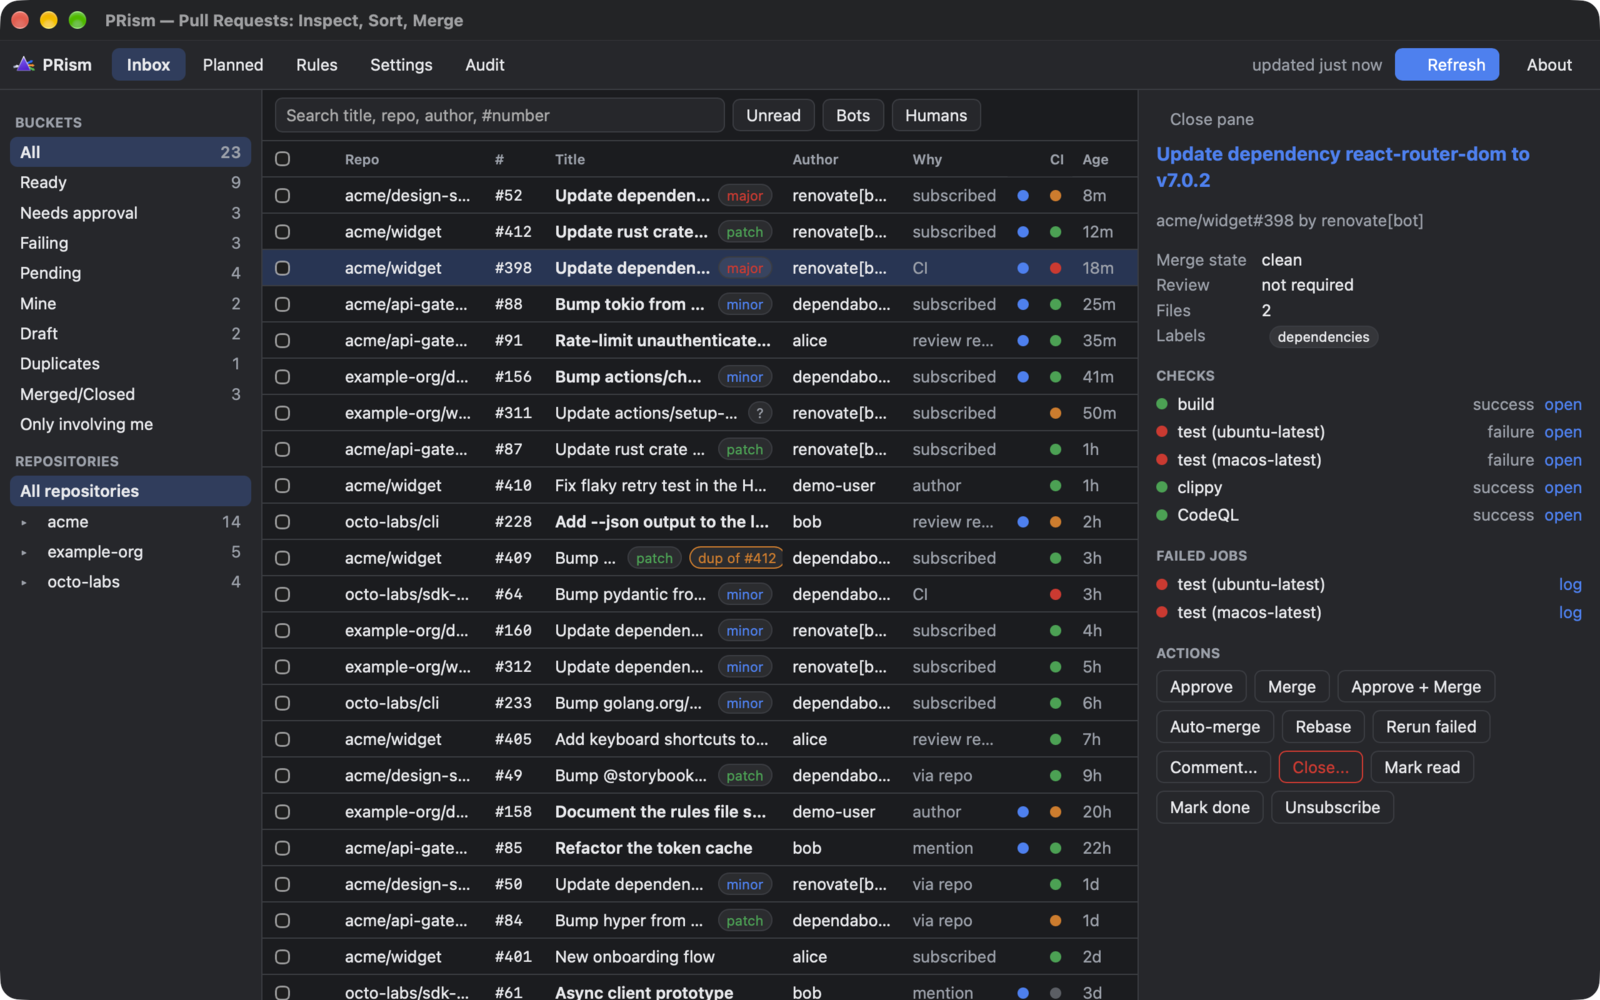 PRism — Pull Requests: Inspect, Sort, Merge
PRism Inbox Planned Rules Settings Audit updated just now Refresh About
BUCKETS
All 23
Ready 9
Needs approval 3
Failing 3
Pending 4
Mine 2
Draft 2
Duplicates 1
Merged/Closed 3
Only involving me
REPOSITORIES
All repositories
acme 14
example-org 5
octo-labs 4
Search title, repo, author, #number Unread Bots Humans
Repo # Title Author Why CI Age
acme/design-s... #52 Update dependen... major renovate[b... subscribed 8m
acme/widget #412 Update rust crate... patch renovate[b... subscribed 12m
acme/widget #398 Update dependen... major renovate[b... CI 18m
acme/api-gate... #88 Bump tokio from ... minor dependabo... subscribed 25m
acme/api-gate... #91 Rate-limit unauthenticate... alice review re... 35m
example-org/d... #156 Bump actions/ch... minor dependabo... subscribed 41m
example-org/w... #311 Update actions/setup-... ? renovate[b... subscribed 50m
acme/api-gate... #87 Update rust crate ... patch renovate[b... subscribed 1h
acme/widget #410 Fix flaky retry test in the H... demo-user author 1h
octo-labs/cli #228 Add --json output to the l... bob review re... 2h
acme/widget #409 Bump ... patch dup of #412 dependabo... subscribed 3h
octo-labs/sdk-... #64 Bump pydantic fro... minor dependabo... CI 3h
example-org/d... #160 Update dependen... minor renovate[b... subscribed 4h
example-org/w... #312 Update dependen... minor renovate[b... subscribed 5h
octo-labs/cli #233 Bump golang.org/... minor dependabo... subscribed 6h
acme/widget #405 Add keyboard shortcuts to... alice review re... 7h
acme/design-s... #49 Bump @storybook... patch dependabo... via repo 9h
example-org/d... #158 Document the rules file s... demo-user author 20h
acme/api-gate... #85 Refactor the token cache bob mention 22h
acme/design-s... #50 Update dependen... minor renovate[b... via repo 1d
acme/api-gate... #84 Bump hyper from ... patch dependabo... via repo 1d
acme/widget #401 New onboarding flow alice subscribed 2d
octo-labs/sdk-... #61 Async client prototype bob mention 3d
Close pane
Update dependency react-router-dom to
v7.0.2
acme/widget#398 by renovate[bot]
Merge state clean
Review not required
Files 2
Labels dependencies
CHECKS
build success open
test (ubuntu-latest) failure open
test (macos-latest) failure open
clippy success open
CodeQL success open
FAILED JOBS
test (ubuntu-latest) log
test (macos-latest) log
ACTIONS
Approve Merge Approve + Merge
Auto-merge Rebase Rerun failed
Comment... Close... Mark read
Mark done Unsubscribe